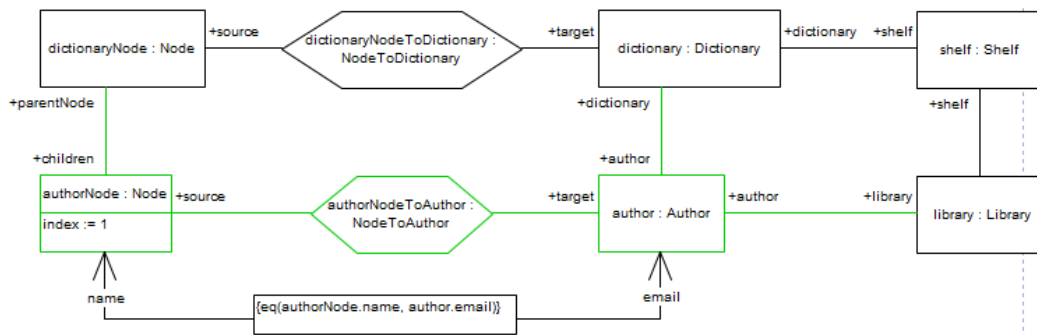 dictionaryNode : Node
+source
dictionaryNodeToDictionary :
NodeToDictionary
+target
dictionary : Dictionary
+dictionary
+shelf
shelf : Shelf
+parentNode
+dictionary
+shelf
+children
+author
authorNode : Node
index := 1
+source
authorNodeToAuthor :
NodeToAuthor
+target
author : Author
+author
+library
library : Library
name
email
{eq(authorNode.name, author.email)}